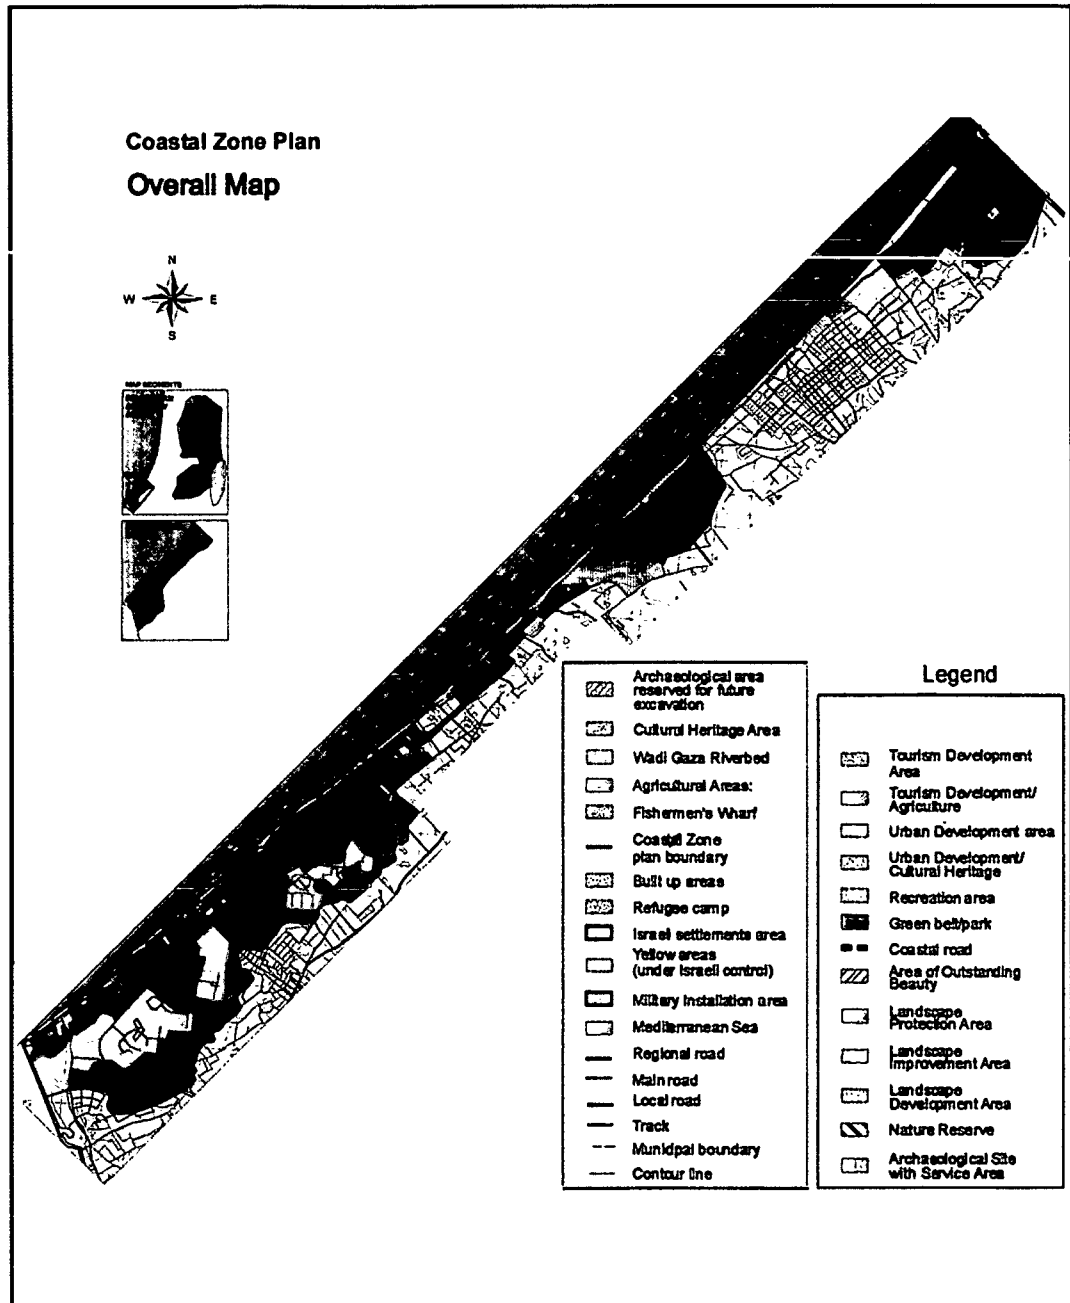 Coastal Zone Plan
Overall Map
N
W E
S
MAP SEGMENTS
Legend
Archaeological area
reserved for future
excavation
Cultural Heritage Area
Wadi Gaza Riverbed
Agricultural Areas:
Fishermen's Wharf
Coastal Zone
plan boundary
Built up areas
Refugee camp
Israel settlements area
Yellow areas
(under Israeli control)
Military Installation area
Mediterranean Sea
Regional road
Main road
Local road
Track
Municipal boundary
Contour line
Tourism Development
Area
Tourism Development/
Agriculture
Urban Development area
Urban Development/
Cultural Heritage
Recreation area
Green belt/park
Coastal road
Area of Outstanding
Beauty
Landscape
Protection Area
Landscape
Improvement Area
Landscape
Development Area
Nature Reserve
Archaeological Site
with Service Area